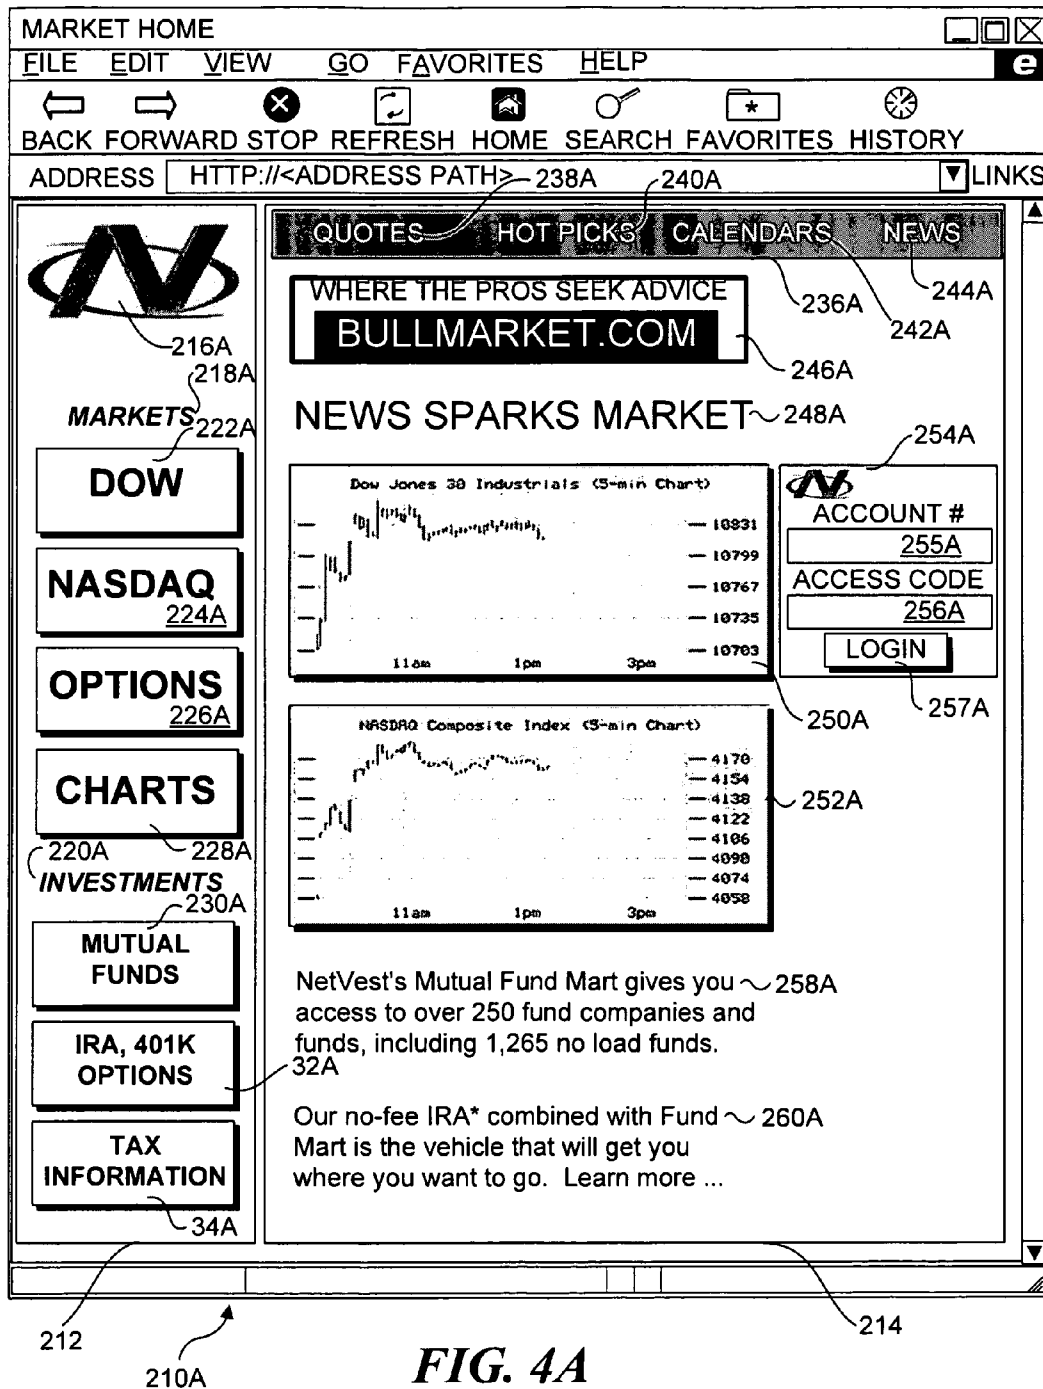 MARKET HOME
FILE EDIT VIEW GO FAVORITES HELP
e
BACK FORWARD STOP REFRESH HOME SEARCH FAVORITES HISTORY
ADDRESS HTTP://<ADDRESS PATH> 238A 240A LINKS
QUOTES HOT PICKS CALENDARS NEWS
236A 244A
242A
WHERE THE PROS SEEK ADVICE
BULLMARKET.COM
246A
216A
218A
MARKETS
222A
DOW
NASDAQ
224A
OPTIONS
226A
CHARTS
220A 228A
INVESTMENTS
230A
MUTUAL
FUNDS
IRA, 401K
OPTIONS
32A
TAX
INFORMATION
34A
NEWS SPARKS MARKET 248A
254A
Dow Jones 30 Industrials (5-min Chart)
10831
10799
10767
10735
10703
11am 1pm 3pm
250A
ACCOUNT #
255A
ACCESS CODE
256A
LOGIN
257A
NASDAQ Composite Index (5-min Chart)
4170
4154
4138
4122
4106
4090
4074
4058
11am 1pm 3pm
252A
NetVest's Mutual Fund Mart gives you 258A
access to over 250 fund companies and
funds, including 1,265 no load funds.
Our no-fee IRA* combined with Fund 260A
Mart is the vehicle that will get you
where you want to go. Learn more ...
212
210A
214
FIG. 4A